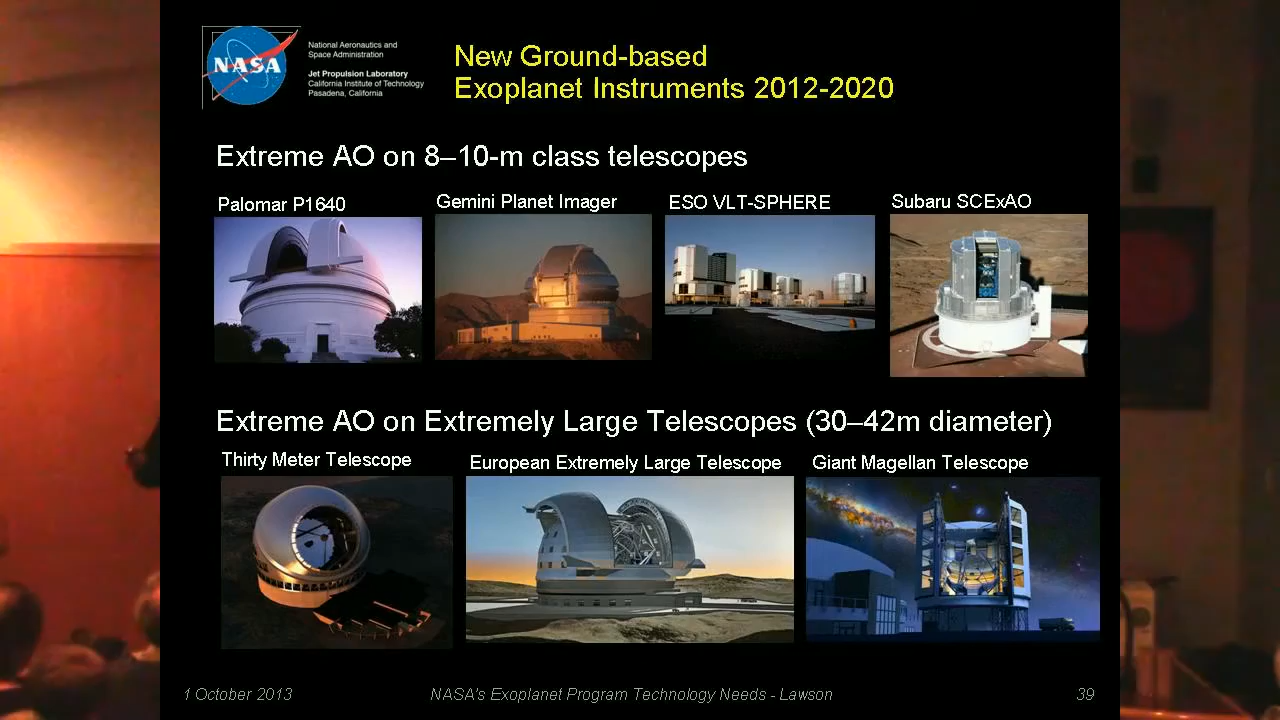 NASA
National Aeronautics and
Space Administration
Jet Propulsion Laboratory
California Institute of Technology
Pasadena, California
New Ground-based
Exoplanet Instruments 2012-2020
Extreme AO on 8–10-m class telescopes
Palomar P1640
Gemini Planet Imager
ESO VLT-SPHERE
Subaru SCExAO
Extreme AO on Extremely Large Telescopes (30–42m diameter)
Thirty Meter Telescope
European Extremely Large Telescope
Giant Magellan Telescope
1 October 2013
NASA's Exoplanet Program Technology Needs - Lawson
39